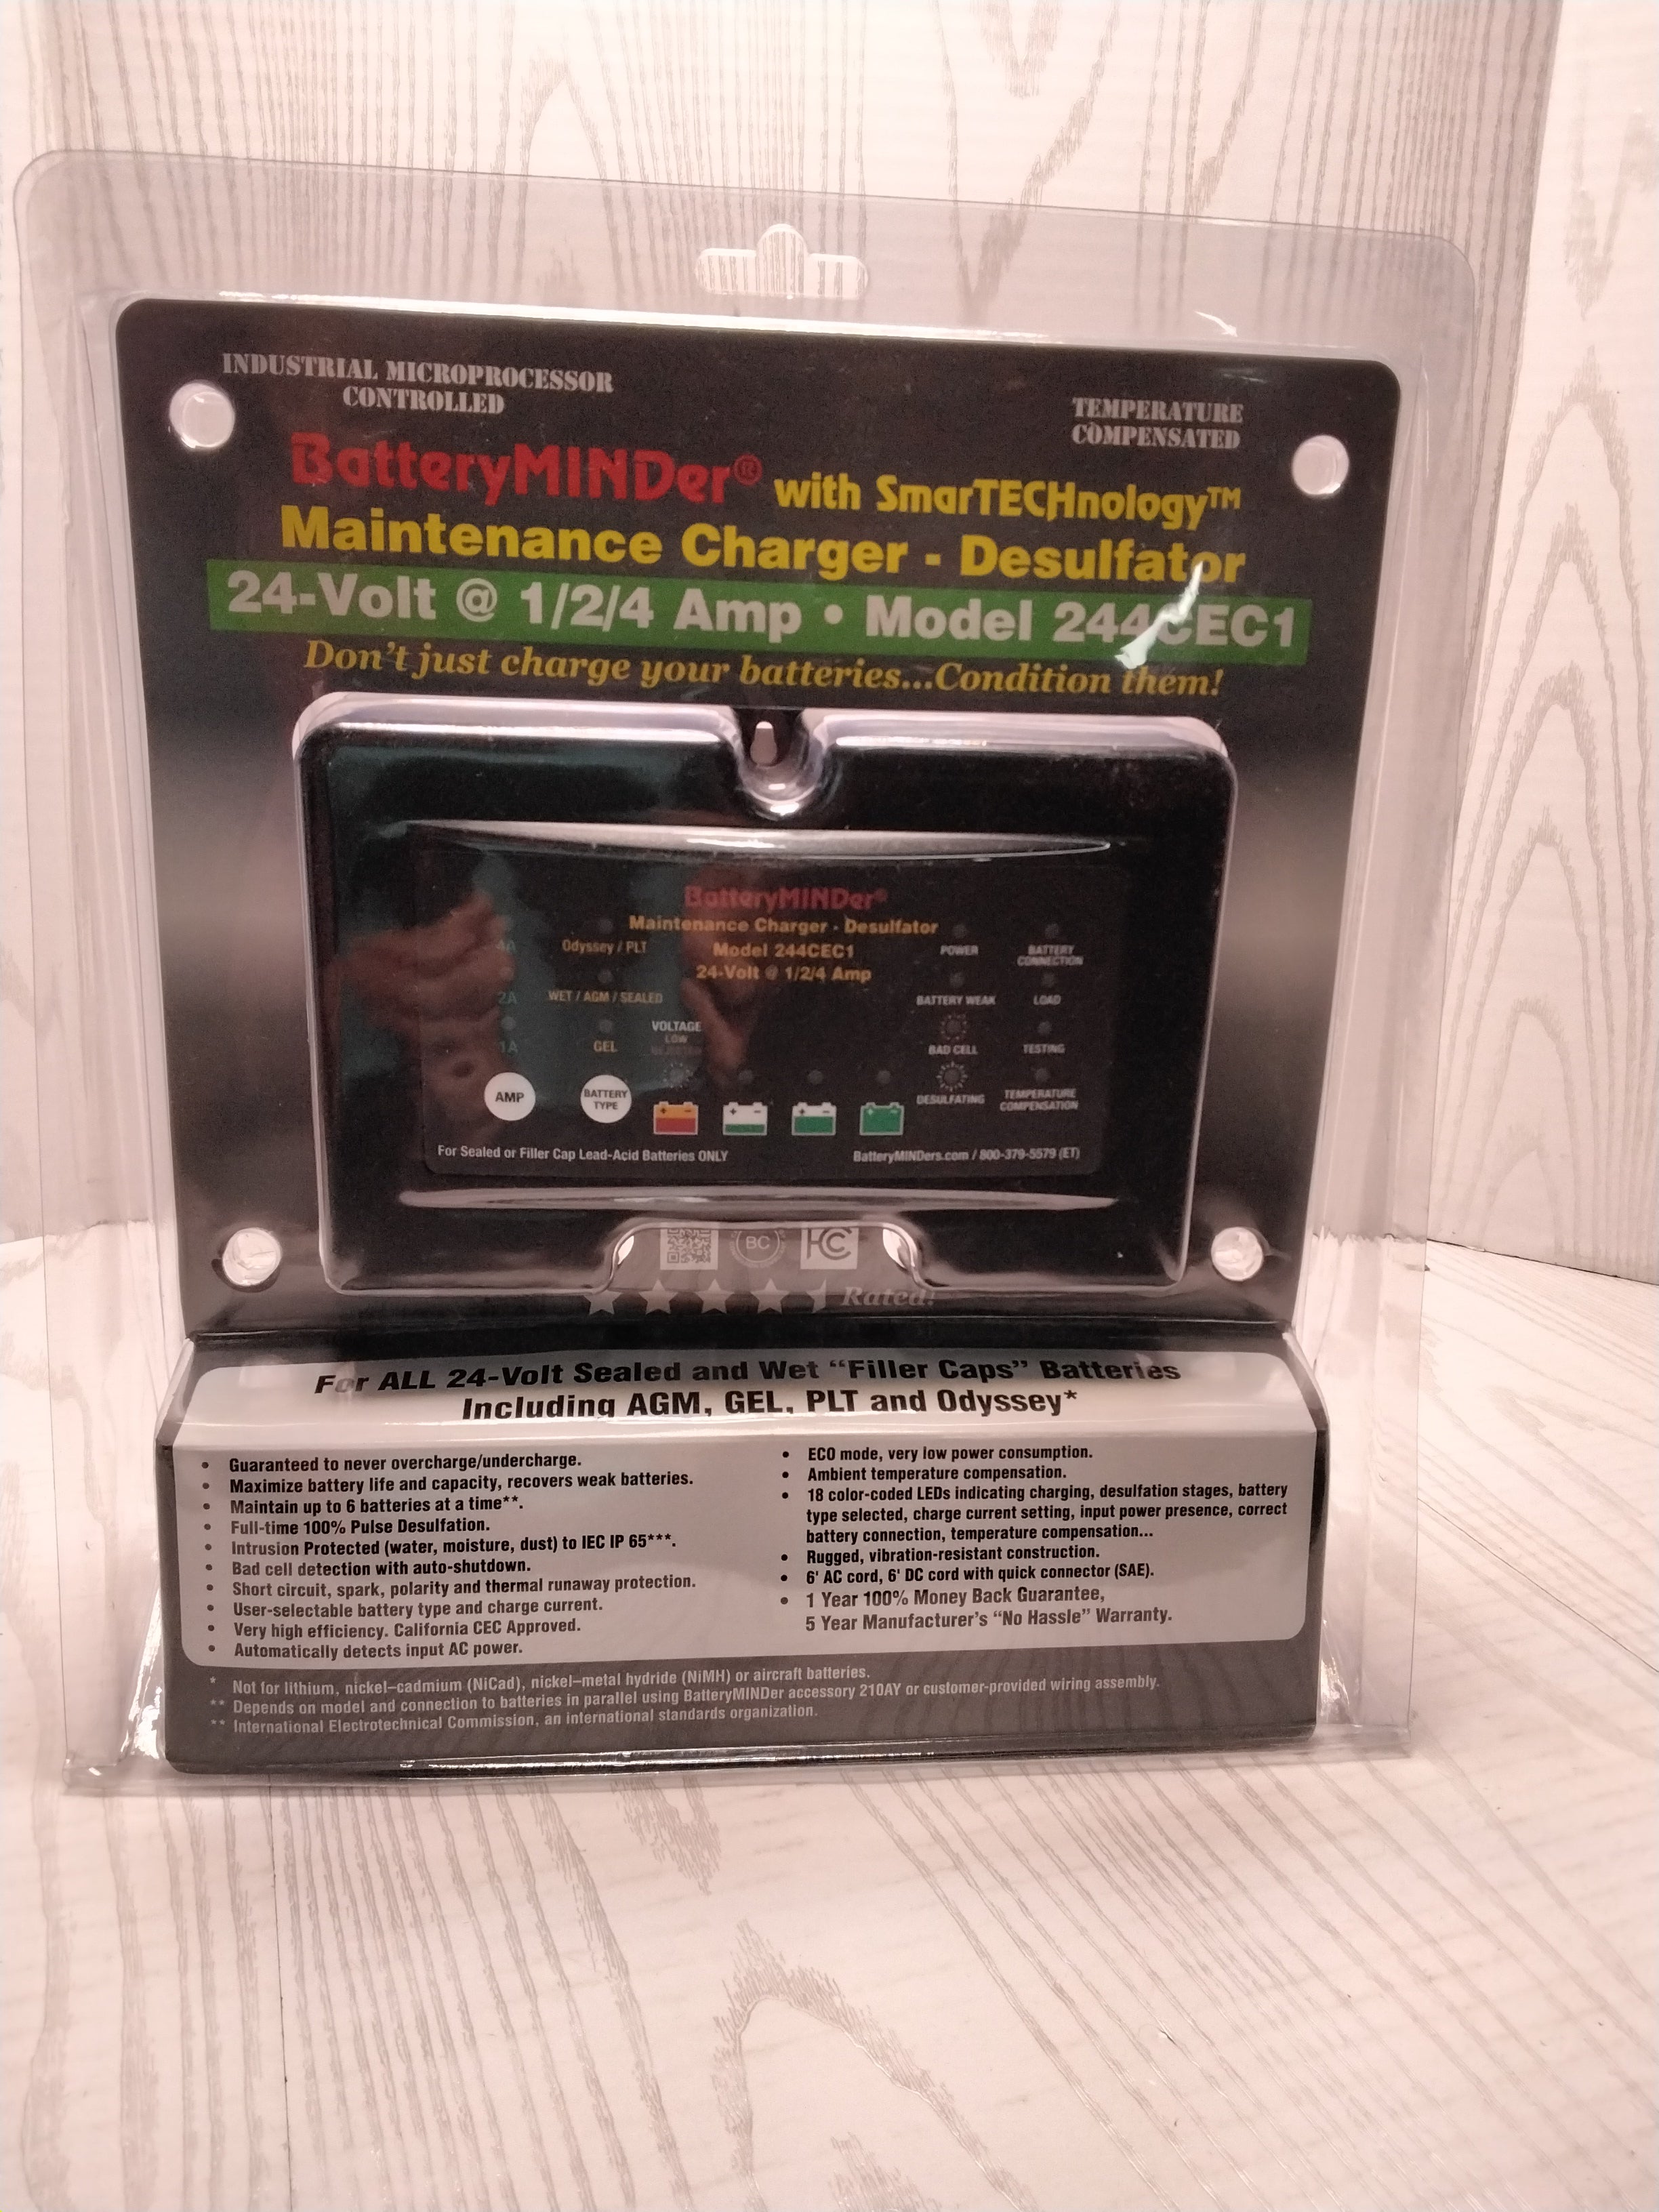 INDUSTRIAL MICROPROCESSOR
CONTROLLED
TEMPERATURE
COMPENSATED
BatteryMINDer® with SmarTECHnology™
Maintenance Charger - Desulfator
24-Volt @ 1/2/4 Amp • Model 244CEC1
Don't just charge your batteries...Condition them!
BatteryMINDer®
Maintenance Charger - Desulfator
Model 244CEC1
24-Volt @ 1/2/4 Amp
4A
2A
1A
AMP
Odyssey / PLT
WET / AGM / SEALED
GEL
BATTERY
TYPE
VOLTAGE
LOW
POWER
BATTERY WEAK
BAD CELL
DESULFATING
BATTERY
CONNECTION
LOAD
TESTING
TEMPERATURE
COMPENSATION
For Sealed or Filler Cap Lead-Acid Batteries ONLY
BatteryMINDers.com / 800-379-5579 (ET)
BC
FC
Rated!
For ALL 24-Volt Sealed and Wet “Filler Caps” Batteries
Including AGM, GEL, PLT and Odyssey*
• Guaranteed to never overcharge/undercharge.
• Maximize battery life and capacity, recovers weak batteries.
• Maintain up to 6 batteries at a time**.
• Full-time 100% Pulse Desulfation.
• Intrusion Protected (water, moisture, dust) to IEC IP 65***.
• Bad cell detection with auto-shutdown.
• Short circuit, spark, polarity and thermal runaway protection.
• User-selectable battery type and charge current.
• Very high efficiency. California CEC Approved.
• Automatically detects input AC power.
• ECO mode, very low power consumption.
• Ambient temperature compensation.
• 18 color-coded LEDs indicating charging, desulfation stages, battery
type selected, charge current setting, input power presence, correct
battery connection, temperature compensation...
• Rugged, vibration-resistant construction.
• 6' AC cord, 6' DC cord with quick connector (SAE).
• 1 Year 100% Money Back Guarantee,
5 Year Manufacturer's “No Hassle” Warranty.
* Not for lithium, nickel–cadmium (NiCad), nickel–metal hydride (NiMH) or aircraft batteries.
** Depends on model and connection to batteries in parallel using BatteryMINDer accessory 210AY or customer-provided wiring assembly.
** International Electrotechnical Commission, an international standards organization.